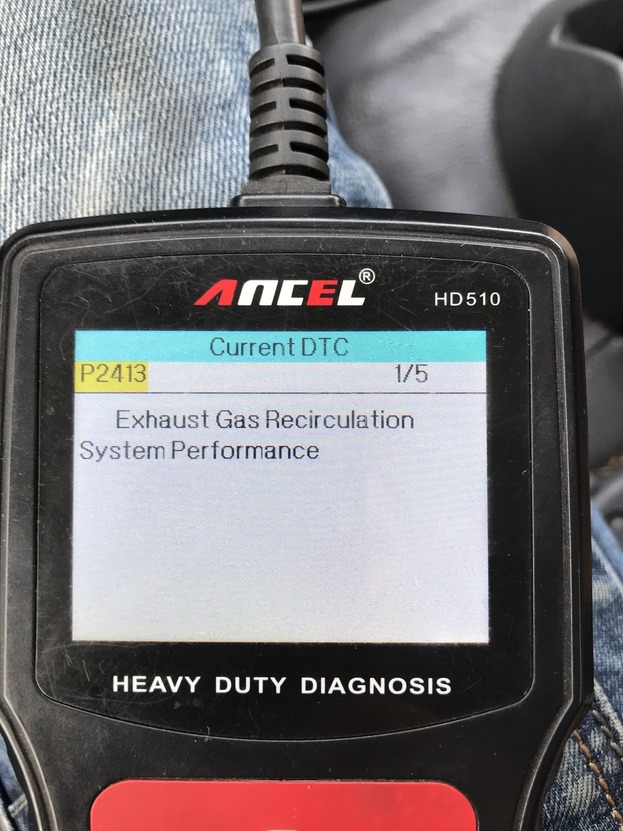 ANCEL®
HD510
Current DTC
P2413 1/5
Exhaust Gas Recirculation
System Performance
HEAVY DUTY DIAGNOSIS